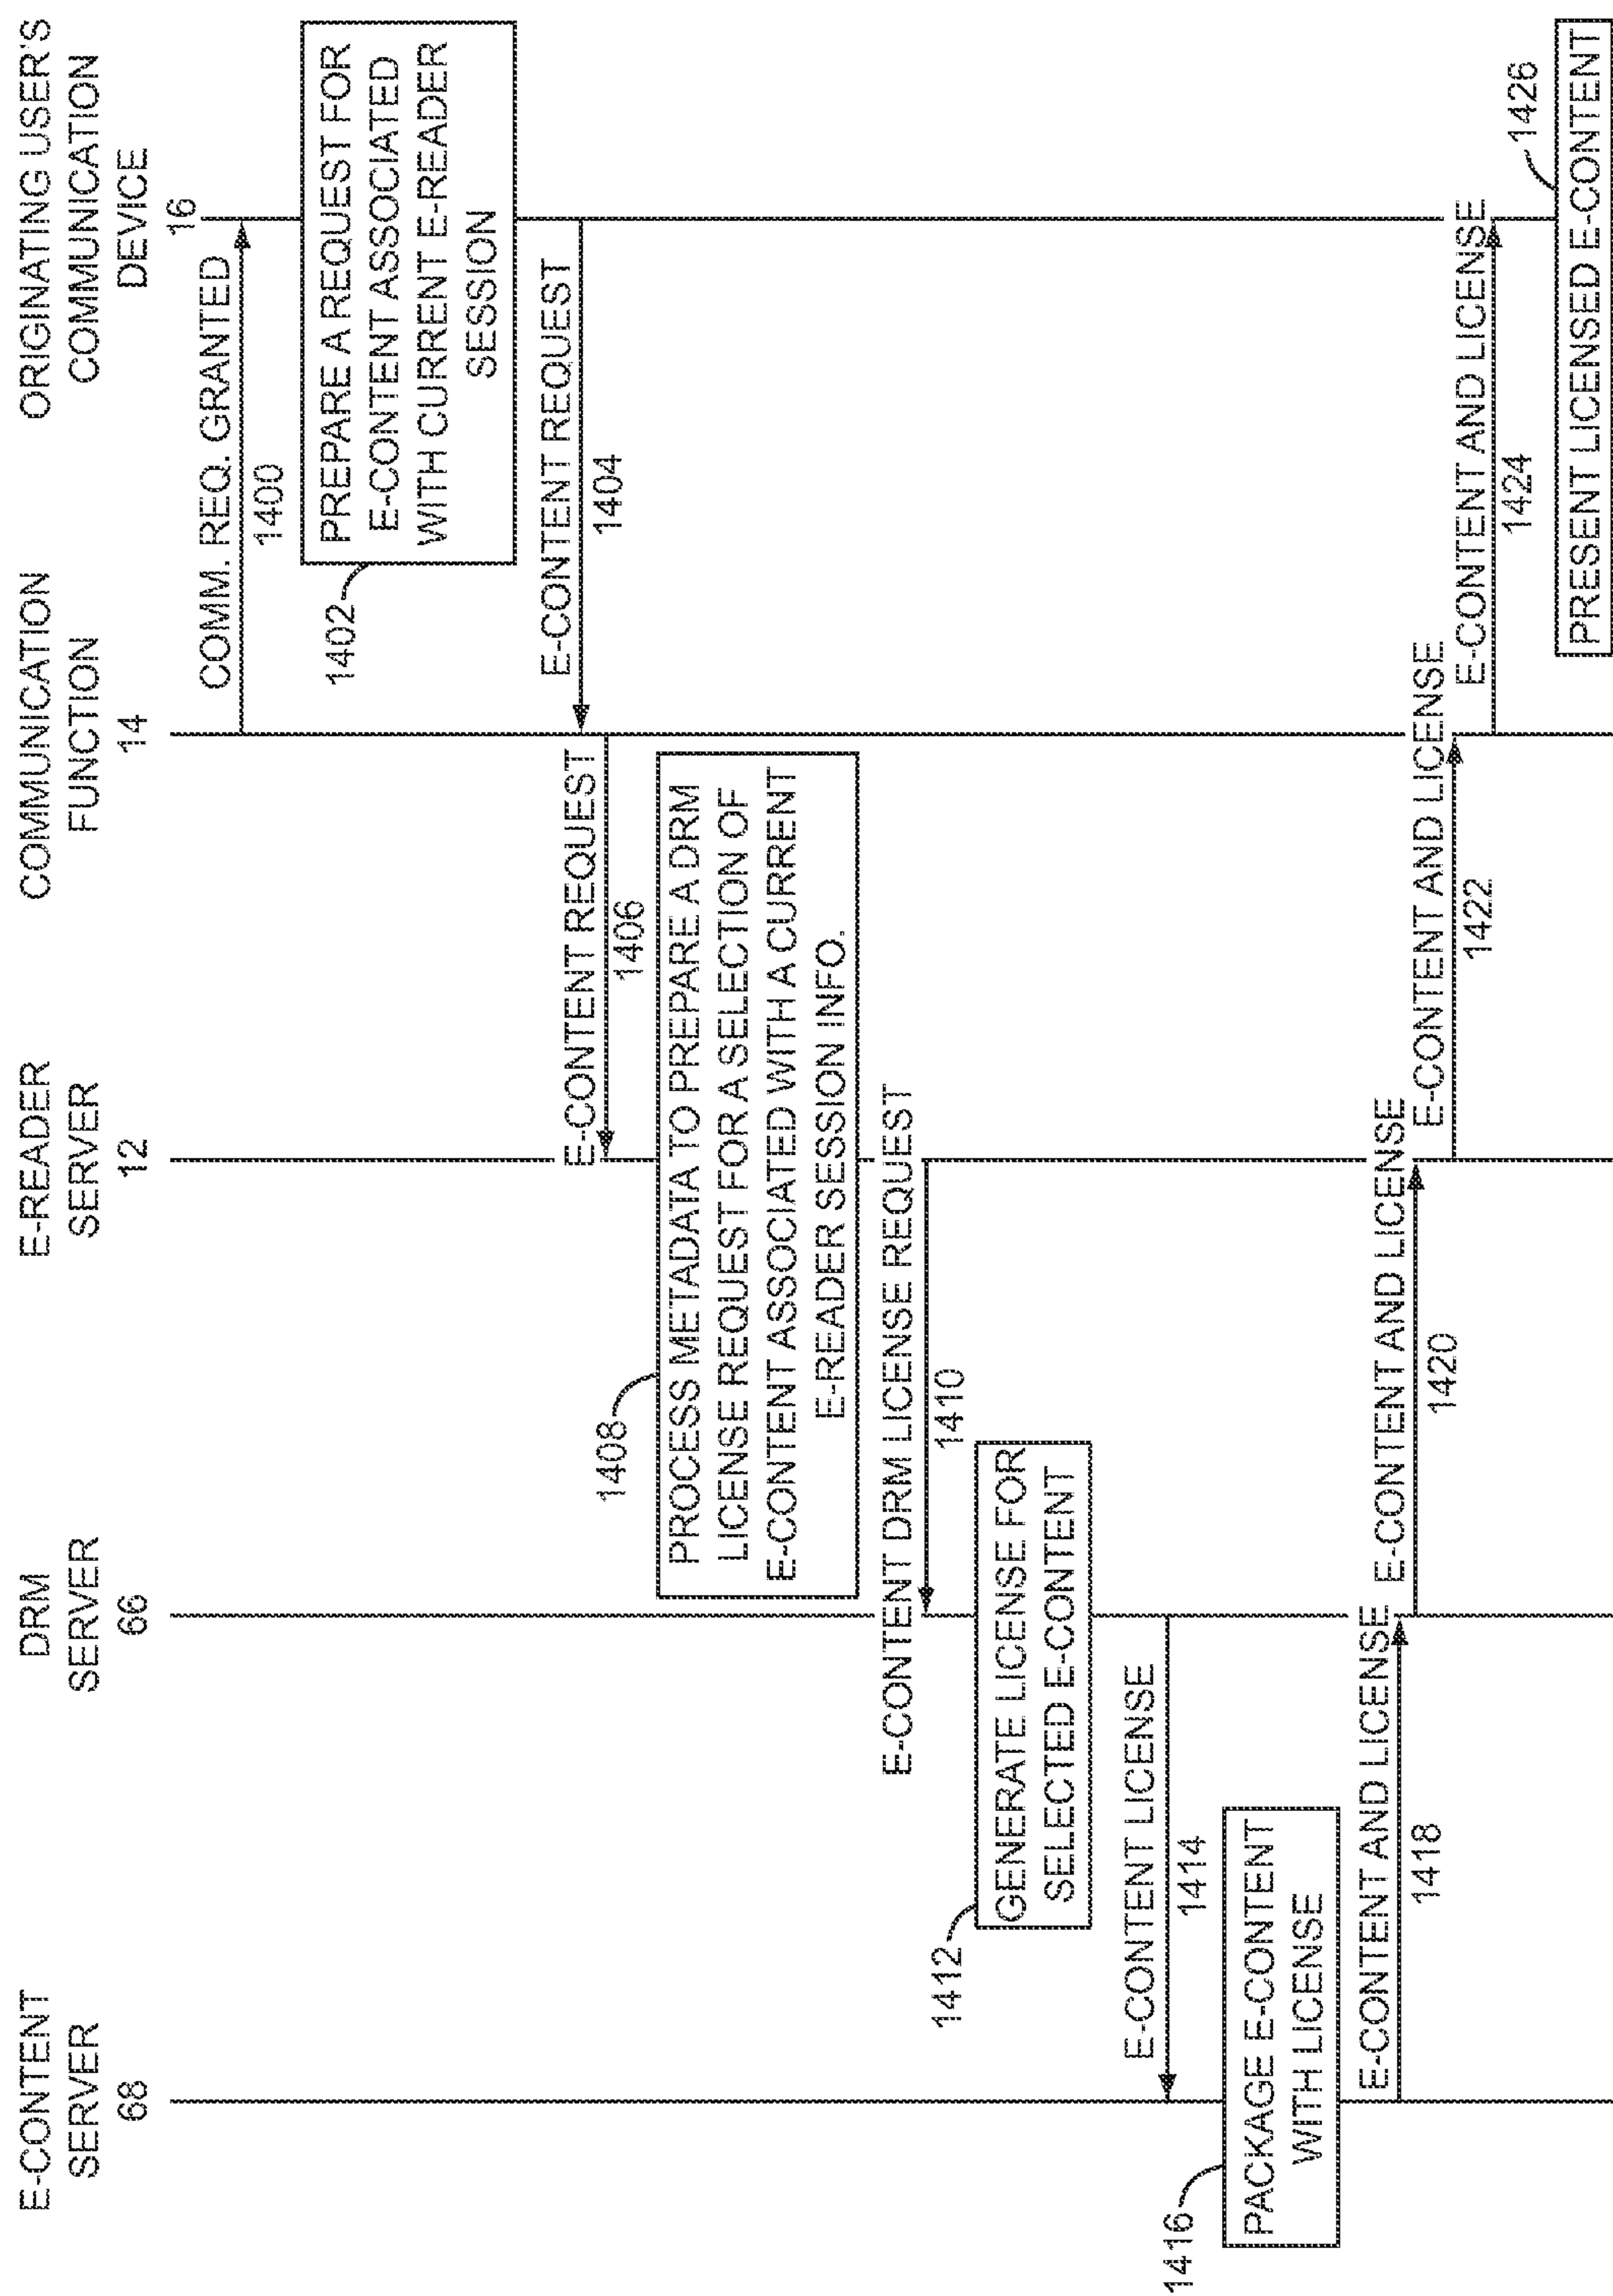 E-CONTENT
SERVER
68
DRM
SERVER
66
E-READER
SERVER
12
COMMUNICATION
FUNCTION
14
ORIGINATING USER'S
COMMUNICATION
DEVICE
16
COMM. REQ. GRANTED
1400
1402
PREPARE A REQUEST FOR
E-CONTENT ASSOCIATED
WITH CURRENT E-READER
SESSION
E-CONTENT REQUEST
1404
E-CONTENT REQUEST
1406
1408
PROCESS METADATA TO PREPARE A DRM
LICENSE REQUEST FOR A SELECTION OF
E-CONTENT ASSOCIATED WITH A CURRENT
E-READER SESSION INFO.
E-CONTENT DRM LICENSE REQUEST
1410
1412
GENERATE LICENSE FOR
SELECTED E-CONTENT
E-CONTENT LICENSE
1414
1416
PACKAGE E-CONTENT
WITH LICENSE
E-CONTENT AND LICENSE
1418
E-CONTENT AND LICENSE
1420
E-CONTENT AND LICENSE
1422
E-CONTENT AND LICENSE
1424
1426
PRESENT LICENSED E-CONTENT